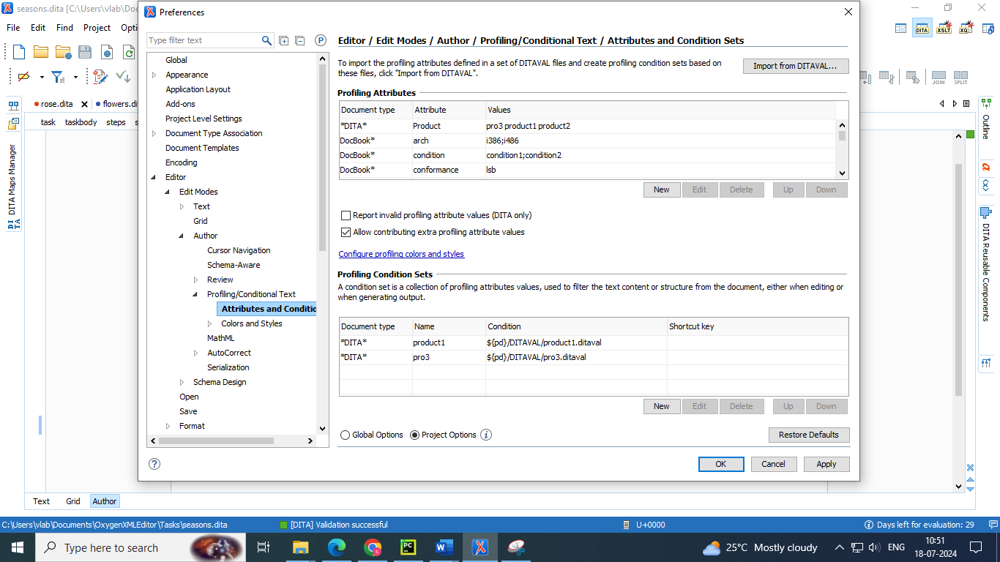 seasons.dita [C:\Users\vlab\Doc
Preferences
File Edit Find Project Opti
Type filter text
P
Editor / Edit Modes / Author / Profiling/Conditional Text / Attributes and Condition Sets
DITA
XSLT
XQ
Global
Appearance
Application Layout
Add-ons
Project Level Settings
Document Type Association
Document Templates
Encoding
Editor
Edit Modes
Text
Grid
Author
Cursor Navigation
Schema-Aware
Review
Profiling/Conditional Text
Attributes and Conditio
Colors and Styles
MathML
AutoCorrect
Serialization
Schema Design
Open
Save
Format
To import the profiling attributes defined in a set of DITAVAL files and create profiling condition sets based on
these files, click "Import from DITAVAL".
Import from DITAVAL...
Profiling Attributes
Document type Attribute Values
*DITA* Product pro3 product1 product2
DocBook* arch i386;i486
DocBook* condition condition1;condition2
DocBook* conformance lsb
New Edit Delete Up Down
Report invalid profiling attribute values (DITA only)
Allow contributing extra profiling attribute values
Configure profiling colors and styles
Profiling Condition Sets
A condition set is a collection of profiling attributes values, used to filter the text content or structure from the document, either when editing or
when generating output.
Document type Name Condition Shortcut key
*DITA* product1 ${pd}/DITAVAL/product1.ditaval
*DITA* pro3 ${pd}/DITAVAL/pro3.ditaval
New Edit Delete Up Down
Global Options Project Options i
Restore Defaults
?
OK Cancel Apply
JOIN SPLIT
rose.dita flowers.di
task taskbody steps s
DITA Maps Manager
DITA
Outline
DITA Reusable Components
Text Grid Author
C:\Users\vlab\Documents\OxygenXMLEditor\Tasks\seasons.dita [DITA] Validation successful U+0000 Days left for evaluation: 29
Type here to search
PC
W
25°C Mostly cloudy
ENG
10:51
18-07-2024